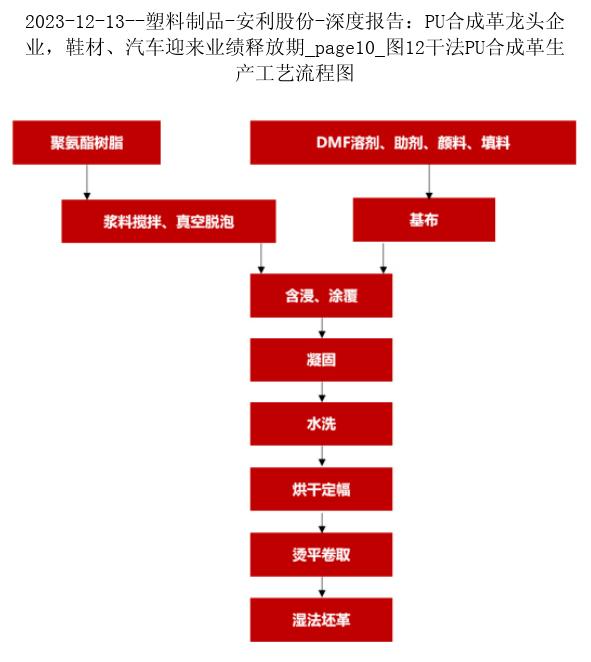 2023-12-13--塑料制品-安利股份-深度报告：PU合成革龙头企
业，鞋材、汽车迎来业绩释放期_page10_图12干法PU合成革生
产工艺流程图
聚氨酯树脂
DMF溶剂、助剂、颜料、填料
浆料搅拌、真空脱泡
基布
含浸、涂覆
凝固
水洗
烘干定幅
烫平卷取
湿法坯革